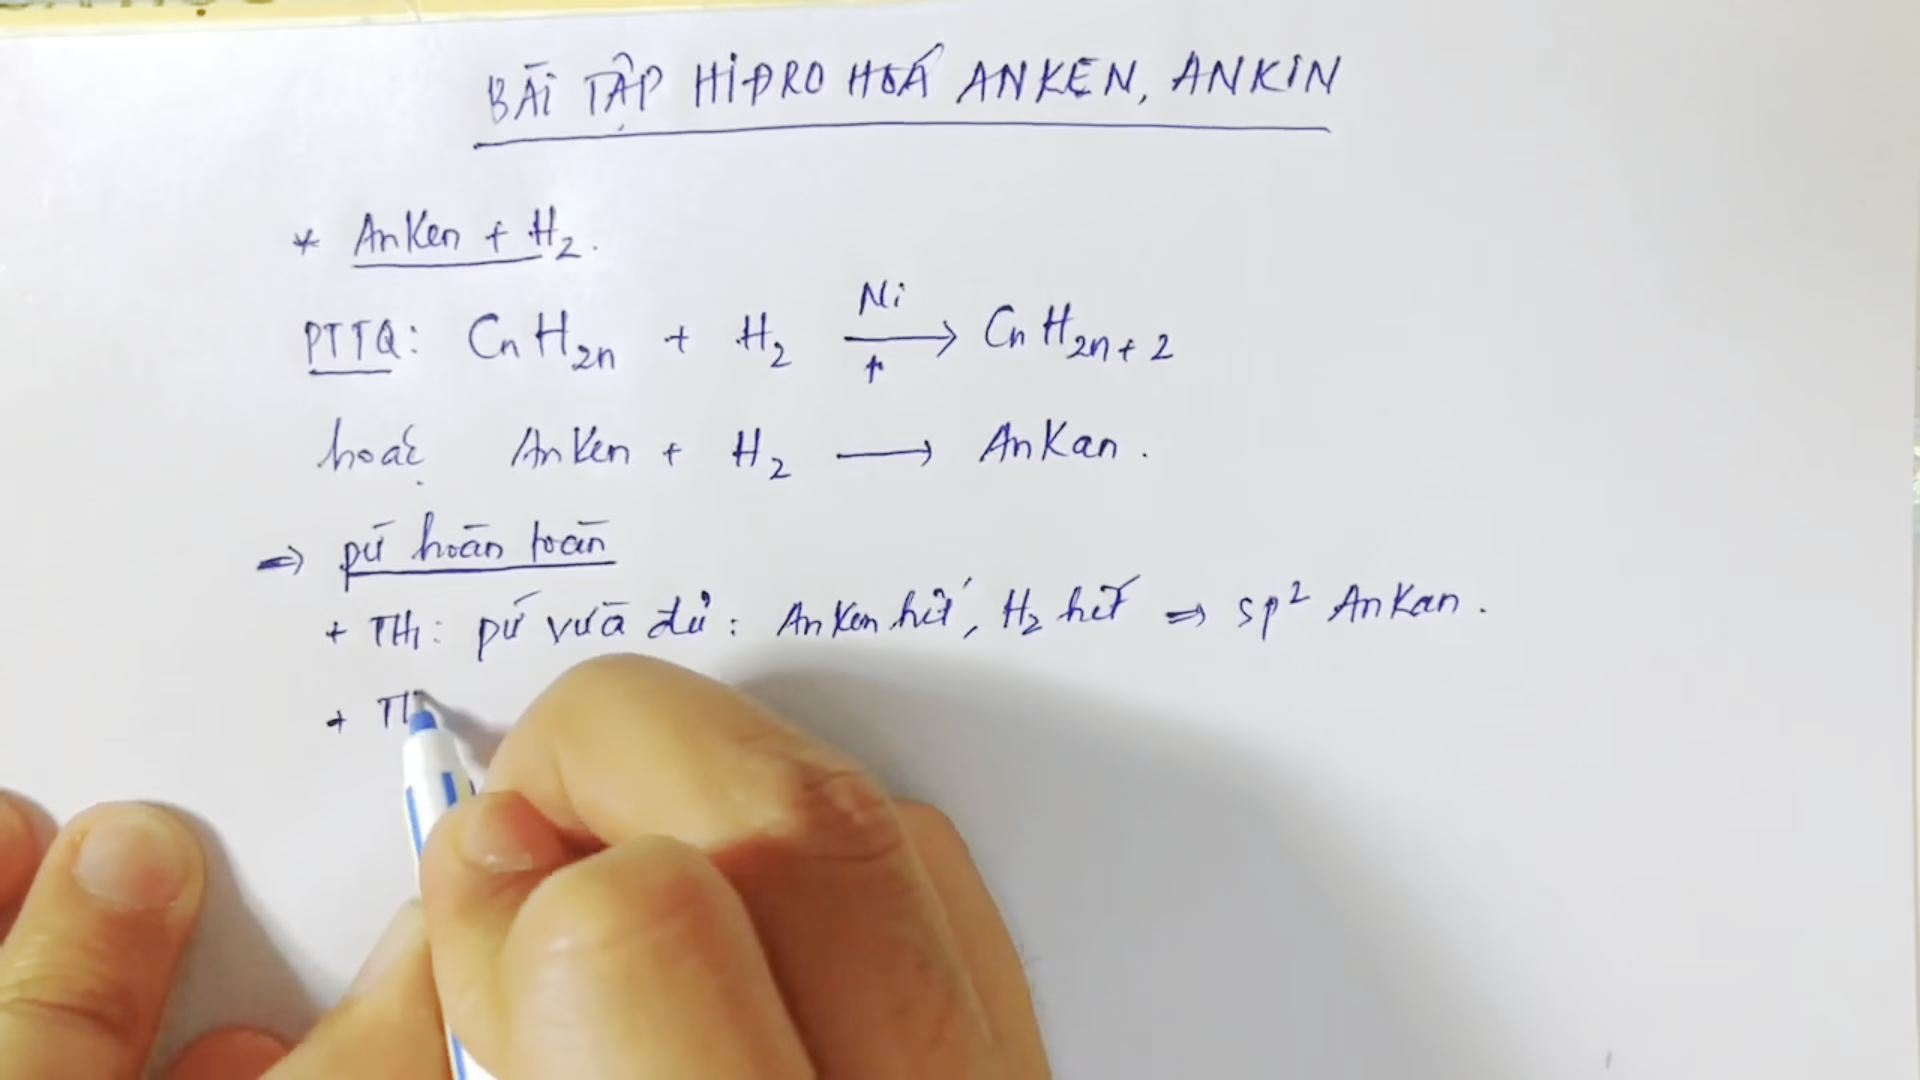 BÀI TẬP HIĐRO HOÁ ANKEN, ANKIN
* Anken + H₂.
PTTQ: CnH2n + H₂ Ni t → CnH2n+2
hoặc Anken + H₂ → Ankan.
⇒ pứ hoàn toàn
+ TH₁: pứ vừa đủ: Anken hết, H₂ hết ⇒ sp² Ankan.
+ TH